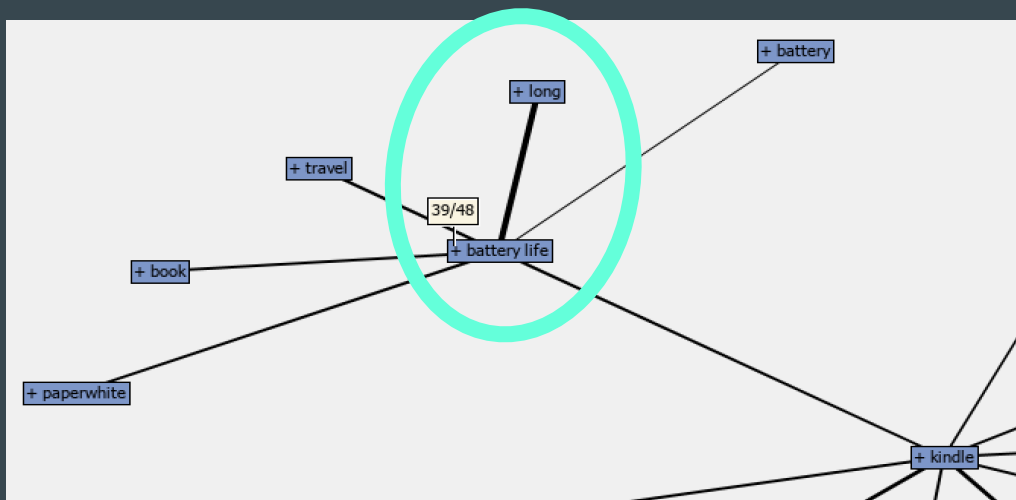 + battery
+ long
+ travel
39/48
+ battery life
+ book
+ paperwhite
+ kindle